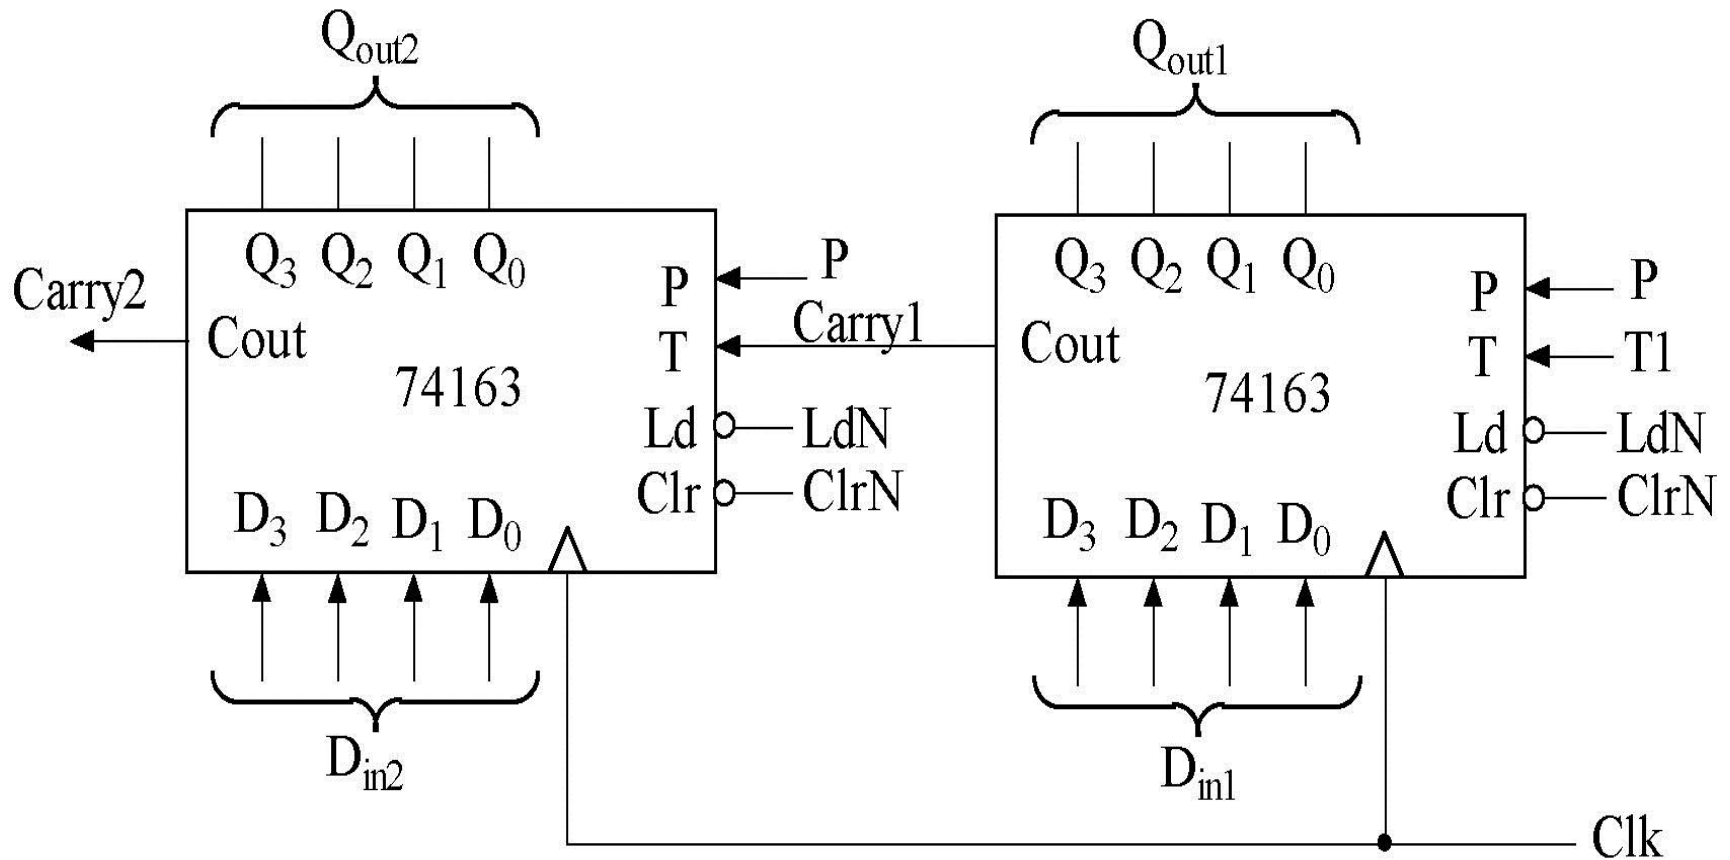 Qout2
Qout1
Q3 Q2 Q1 Q0
P
P
Carry2
Cout
T
Carry1
74163
Ld
LdN
Clr
ClrN
D3 D2 D1 D0
Din2
Q3 Q2 Q1 Q0
P
P
Cout
T
T1
74163
Ld
LdN
Clr
ClrN
D3 D2 D1 D0
Din1
Clk